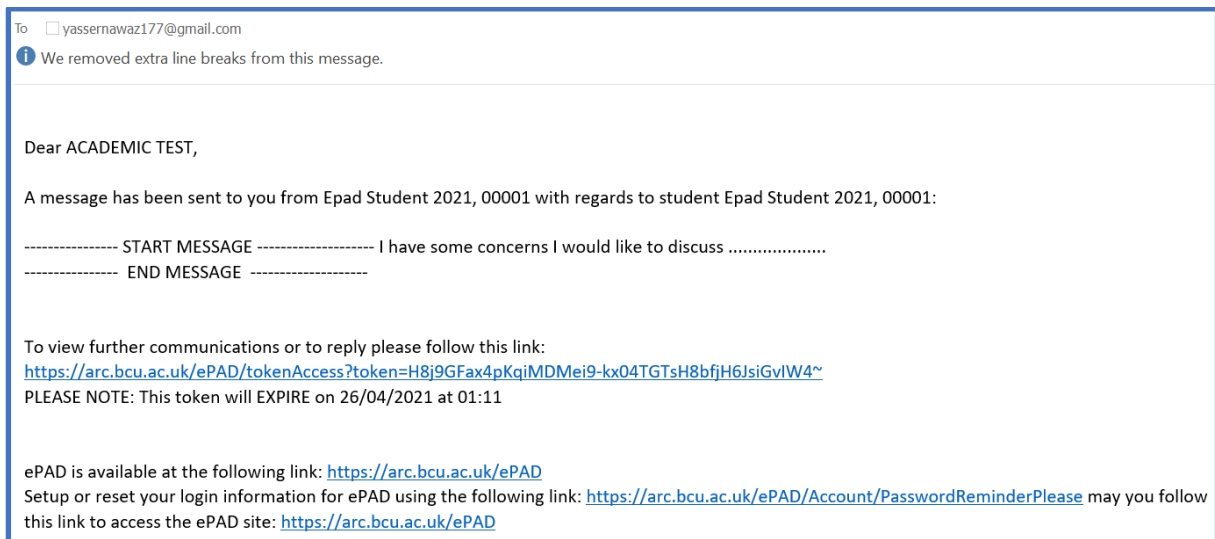 To yassernawaz177@gmail.com
We removed extra line breaks from this message.
Dear ACADEMIC TEST,
A message has been sent to you from Epad Student 2021, 00001 with regards to student Epad Student 2021, 00001:
---------------- START MESSAGE -------------------- I have some concerns I would like to discuss ....................
---------------- END MESSAGE --------------------
To view further communications or to reply please follow this link:
https://arc.bcu.ac.uk/ePAD/tokenAccess?token=H8j9GFax4pKqiMDMei9-kx04TGTsH8bfjH6JsiGvIW4~
PLEASE NOTE: This token will EXPIRE on 26/04/2021 at 01:11
ePAD is available at the following link: https://arc.bcu.ac.uk/ePAD
Setup or reset your login information for ePAD using the following link: https://arc.bcu.ac.uk/ePAD/Account/PasswordReminderPlease may you follow
this link to access the ePAD site: https://arc.bcu.ac.uk/ePAD